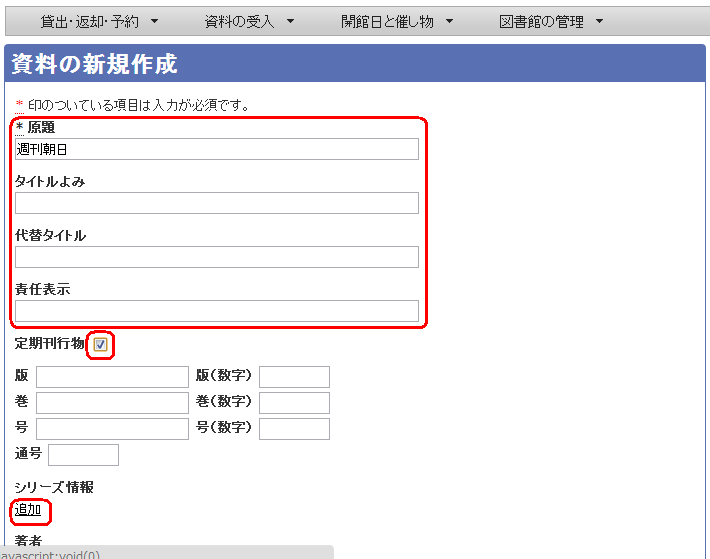 貸出・返却・予約 ▼ 資料の受入 ▼ 開館日と催し物 ▼ 図書館の管理 ▼
資料の新規作成
* 印のついている項目は入力が必須です。
* 原題
週刊朝日
タイトルよみ
代替タイトル
責任表示
定期刊行物
版 版(数字)
巻 巻(数字)
号 号(数字)
通号
シリーズ情報
追加
著者
avascript:void(0)